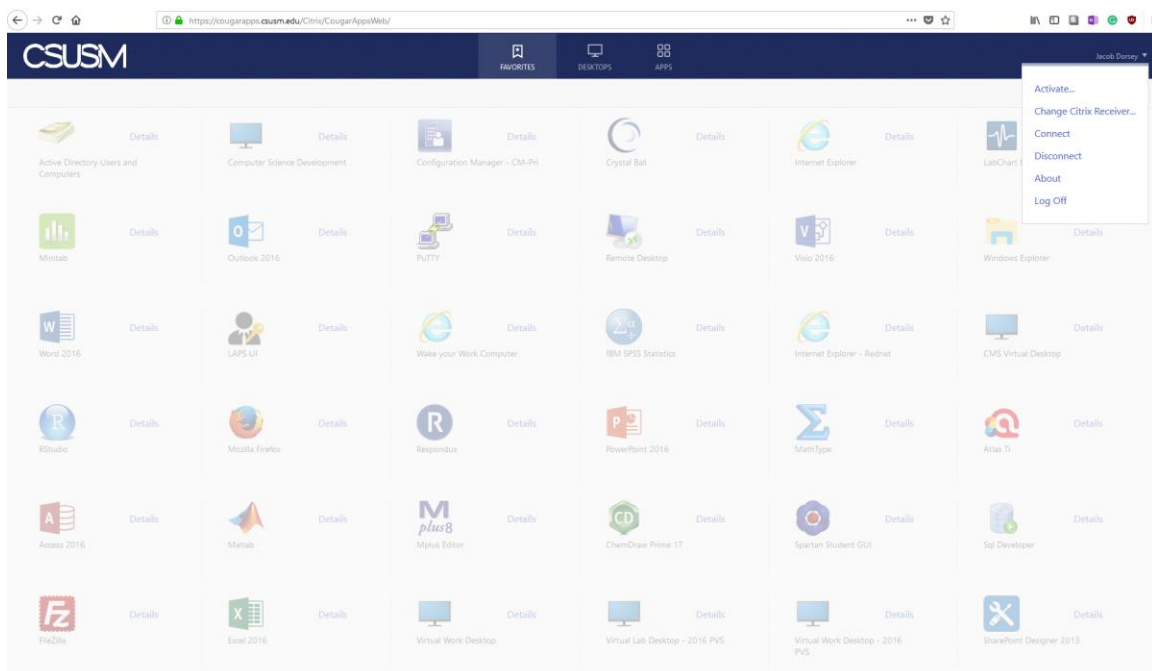 https://cougarapps.csusm.edu/Citrix/CougarAppsWeb/
CSUSM
FAVORITES
DESKTOPS
APPS
Jacob Dorsey
Activate...
Change Citrix Receiver...
Connect
Disconnect
About
Log Off
Details
Active Directory Users and
Computers
Details
Computer Science Development
Details
Configuration Manager - CM-Pri
Details
Crystal Ball
Details
Internet Explorer
LabChart
Details
Minitab
Details
Outlook 2016
Details
PuTTY
Details
Remote Desktop
Details
Visio 2016
Details
Windows Explorer
Details
Word 2016
Details
LAPS UI
Details
Wake your Work Computer
Details
IBM SPSS Statistics
Details
Internet Explorer - Rednet
Details
CMS Virtual Desktop
Details
RStudio
Details
Mozilla Firefox
Details
Respondus
Details
PowerPoint 2016
Details
MathType
Details
Atlas Ti
Details
Access 2016
Details
Matlab
Mplus8
Details
Mplus Editor
Details
ChemDraw Prime 17
Details
Spartan Student GUI
Details
Sql Developer
Details
FileZilla
Details
Excel 2016
Details
Virtual Work Desktop
Details
Virtual Lab Desktop - 2016 PVS
Details
Virtual Work Desktop - 2016
PVS
Details
SharePoint Designer 2013